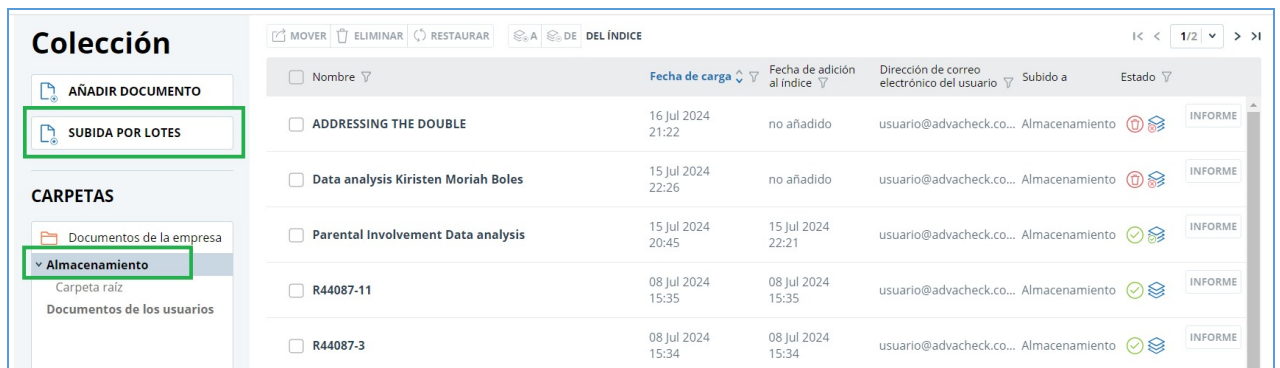 Colección
AÑADIR DOCUMENTO
SUBIDA POR LOTES
CARPETAS
Documentos de la empresa
Almacenamiento
Carpeta raíz
Documentos de los usuarios
MOVER ELIMINAR RESTAURAR A DE DEL ÍNDICE
1/2
Nombre Fecha de carga Fecha de adición al índice Dirección de correo electrónico del usuario Subido a Estado
ADDRESSING THE DOUBLE 16 Jul 2024 21:22 no añadido usuario@advacheck.co... Almacenamiento INFORME
Data analysis Kiristen Moriah Boles 15 Jul 2024 22:26 no añadido usuario@advacheck.co... Almacenamiento INFORME
Parental Involvement Data analysis 15 Jul 2024 20:45 15 Jul 2024 22:21 usuario@advacheck.co... Almacenamiento INFORME
R44087-11 08 Jul 2024 15:35 08 Jul 2024 15:35 usuario@advacheck.co... Almacenamiento INFORME
R44087-3 08 Jul 2024 15:34 08 Jul 2024 15:34 usuario@advacheck.co... Almacenamiento INFORME